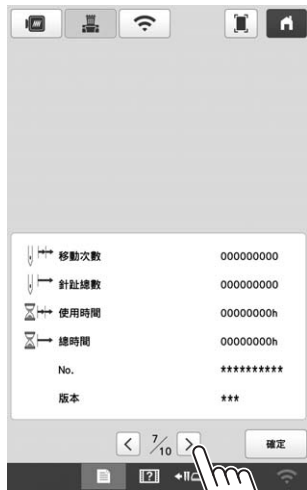 移動次數 000000000
針趾總數 000000000
使用時間 00000000h
總時間 00000000h
No. **********
版本 ***
7/10 確定